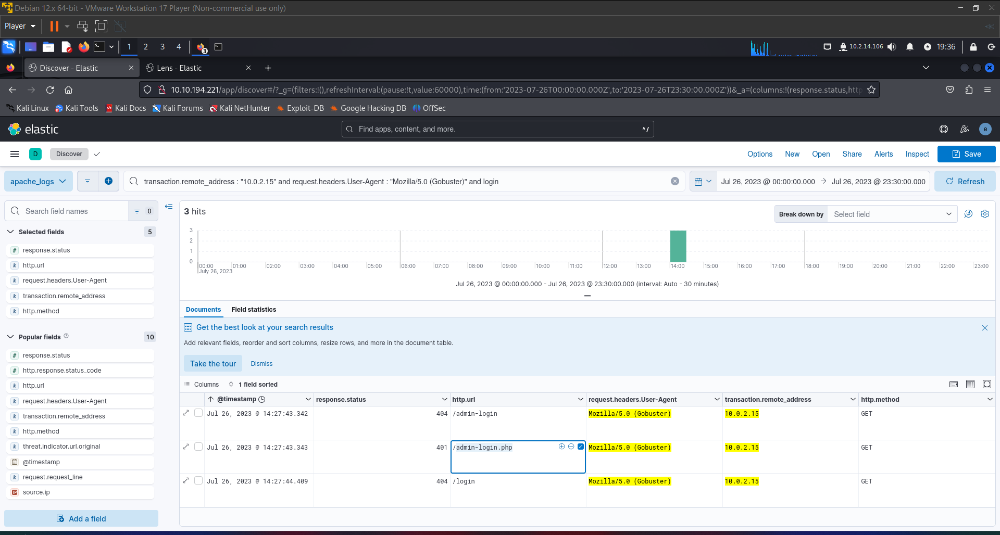 Debian 12.x 64-bit - VMware Workstation 17 Player (Non-commercial use only)
Player
1 2 3 4 3 10.2.14.106 19:36
Discover - Elastic Lens - Elastic
10.10.194.221/app/discover#/?_g=(filters:!(),refreshInterval:(pause:!t,value:60000),time:(from:'2023-07-26T00:00:00.000Z',to:'2023-07-26T23:30:00.000Z'))&_a=(columns:!(response.status,http
Kali Linux Kali Tools Kali Docs Kali Forums Kali NetHunter Exploit-DB Google Hacking DB OffSec
elastic Find apps, content, and more. ^/ e
D Discover Options New Open Share Alerts Inspect Save
apache_logs transaction.remote_address : "10.0.2.15" and request.headers.User-Agent : "Mozilla/5.0 (Gobuster)" and login Jul 26, 2023 @ 00:00:00.000 → Jul 26, 2023 @ 23:30:00.000 Refresh
Search field names 0
Selected fields 5
response.status
http.url
request.headers.User-Agent
transaction.remote_address
http.method
Popular fields 10
response.status
http.response.status_code
http.url
request.headers.User-Agent
transaction.remote_address
http.method
threat.indicator.url.original
@timestamp
request.request_line
source.ip
Add a field
3 hits
Break down by Select field
3
2
1
0
00:00 01:00 02:00 03:00 04:00 05:00 06:00 07:00 08:00 09:00 10:00 11:00 12:00 13:00 14:00 15:00 16:00 17:00 18:00 19:00 20:00 21:00 22:00 23:00
July 26, 2023
Jul 26, 2023 @ 00:00:00.000 - Jul 26, 2023 @ 23:30:00.000 (interval: Auto - 30 minutes)
Documents Field statistics
Get the best look at your search results
Add relevant fields, reorder and sort columns, resize rows, and more in the document table.
Take the tour Dismiss
Columns 1 field sorted
@timestamp response.status http.url request.headers.User-Agent transaction.remote_address http.method
Jul 26, 2023 @ 14:27:43.342 404 /admin-login Mozilla/5.0 (Gobuster) 10.0.2.15 GET
Jul 26, 2023 @ 14:27:43.343 401 /admin-login.php Mozilla/5.0 (Gobuster) 10.0.2.15 GET
Jul 26, 2023 @ 14:27:44.409 404 /login Mozilla/5.0 (Gobuster) 10.0.2.15 GET